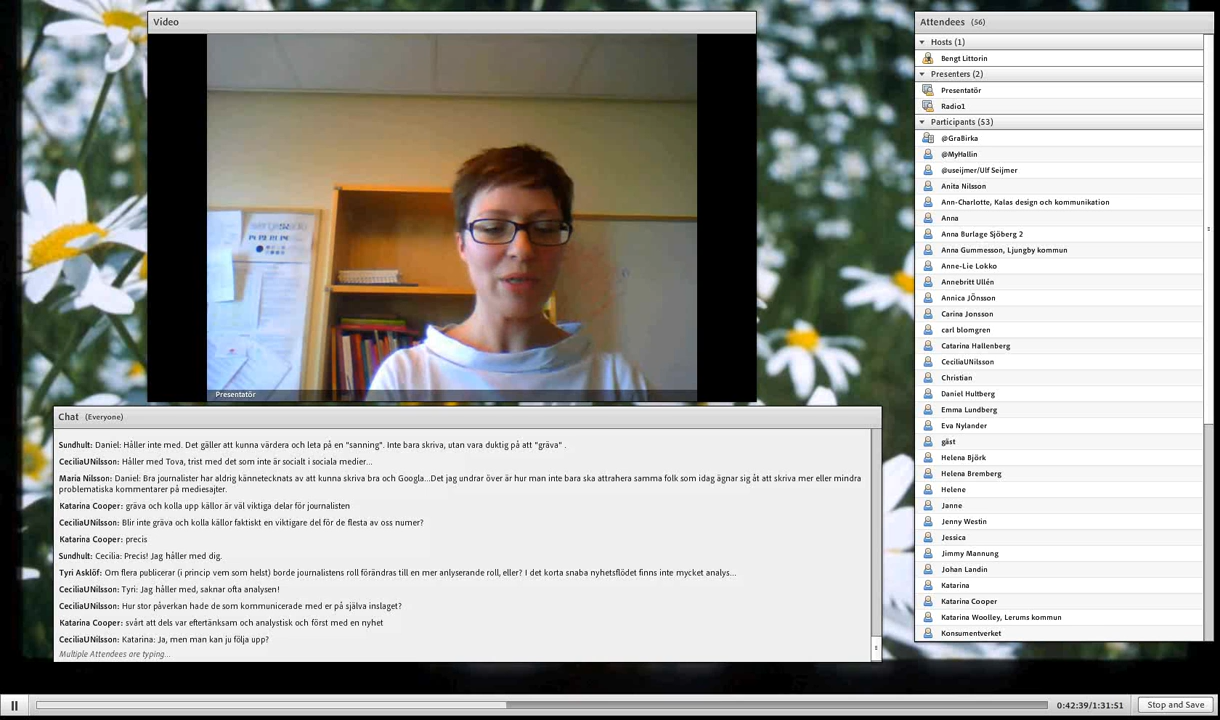 Video
Presentatör
Chat (Everyone)
Sundhult: Daniel: Håller inte med. Det gäller att kunna värdera och leta på en "sanning". Inte bara skriva, utan vara duktig på att "gräva" .
CeciliaUNilsson: Håller med Tova, trist med det som inte är socialt i sociala medier...
Maria Nilsson: Daniel: Bra journalister har aldrig kännetecknats av att kunna skriva bra och Googla...Det jag undrar över är hur man inte bara ska attrahera samma folk som idag ägnar sig åt att skriva mer eller mindra
problematiska kommentarer på mediesajter.
Katarina Cooper: gräva och kolla upp källor är väl viktiga delar för journalisten
CeciliaUNilsson: Blir inte gräva och kolla källor faktiskt en viktigare del för de flesta av oss numer?
Katarina Cooper: precis
Sundhult: Cecilia: Precis! Jag håller med dig.
Tyri Asklöf: Om flera publicerar (i princip vem som helst) borde journalistens roll förändras till en mer anlyserande roll, eller? I det korta snaba nyhetsflödet finns inte mycket analys...
CeciliaUNilsson: Tyri: Jag håller med, saknar ofta analysen!
CeciliaUNilsson: Hur stor påverkan hade de som kommunicerade med er på själva inslaget?
Katarina Cooper: svårt att dels var eftertänksam och analystisk och först med en nyhet
CeciliaUNilsson: Katarina: Ja, men man kan ju följa upp?
Multiple Attendees are typing...
Attendees (56)
Hosts (1)
Bengt Littorin
Presenters (2)
Presentatör
Radio1
Participants (53)
@GraBirka
@MyHallin
@useijmer/Ulf Seijmer
Anita Nilsson
Ann-Charlotte, Kalas design och kommunikation
Anna
Anna Burlage Sjöberg 2
Anna Gummesson, Ljungby kommun
Anne-Lie Lokko
Annebritt Ullén
Annica JÖnsson
Carina Jonsson
carl blomgren
Catarina Hallenberg
CeciliaUNilsson
Christian
Daniel Hultberg
Emma Lundberg
Eva Nylander
gäst
Helena Björk
Helena Bremberg
Helene
Janne
Jenny Westin
Jessica
Jimmy Mannung
Johan Landin
Katarina
Katarina Cooper
Katarina Woolley, Lerums kommun
Konsumentverket
0:42:39/1:31:51
Stop and Save